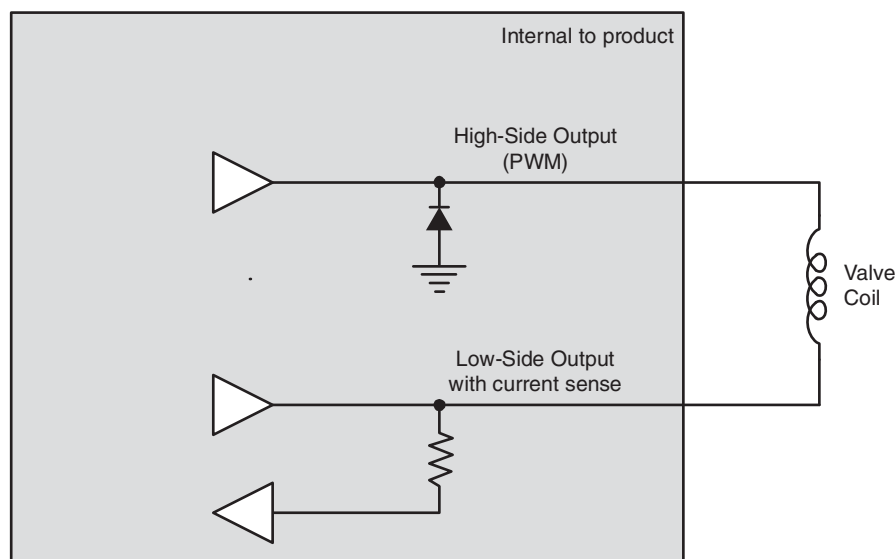 Internal to product
High-Side Output
(PWM)
Valve
Coil
Low-Side Output
with current sense